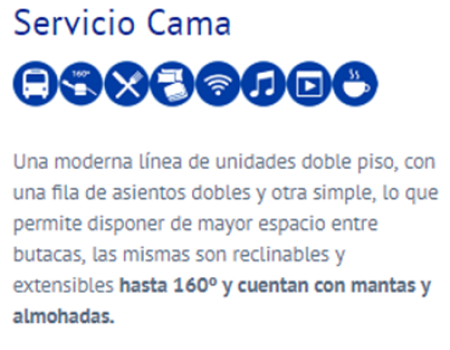 Servicio Cama
160º
Una moderna línea de unidades doble piso, con
una fila de asientos dobles y otra simple, lo que
permite disponer de mayor espacio entre
butacas, las mismas son reclinables y
extensibles hasta 160º y cuentan con mantas y
almohadas.